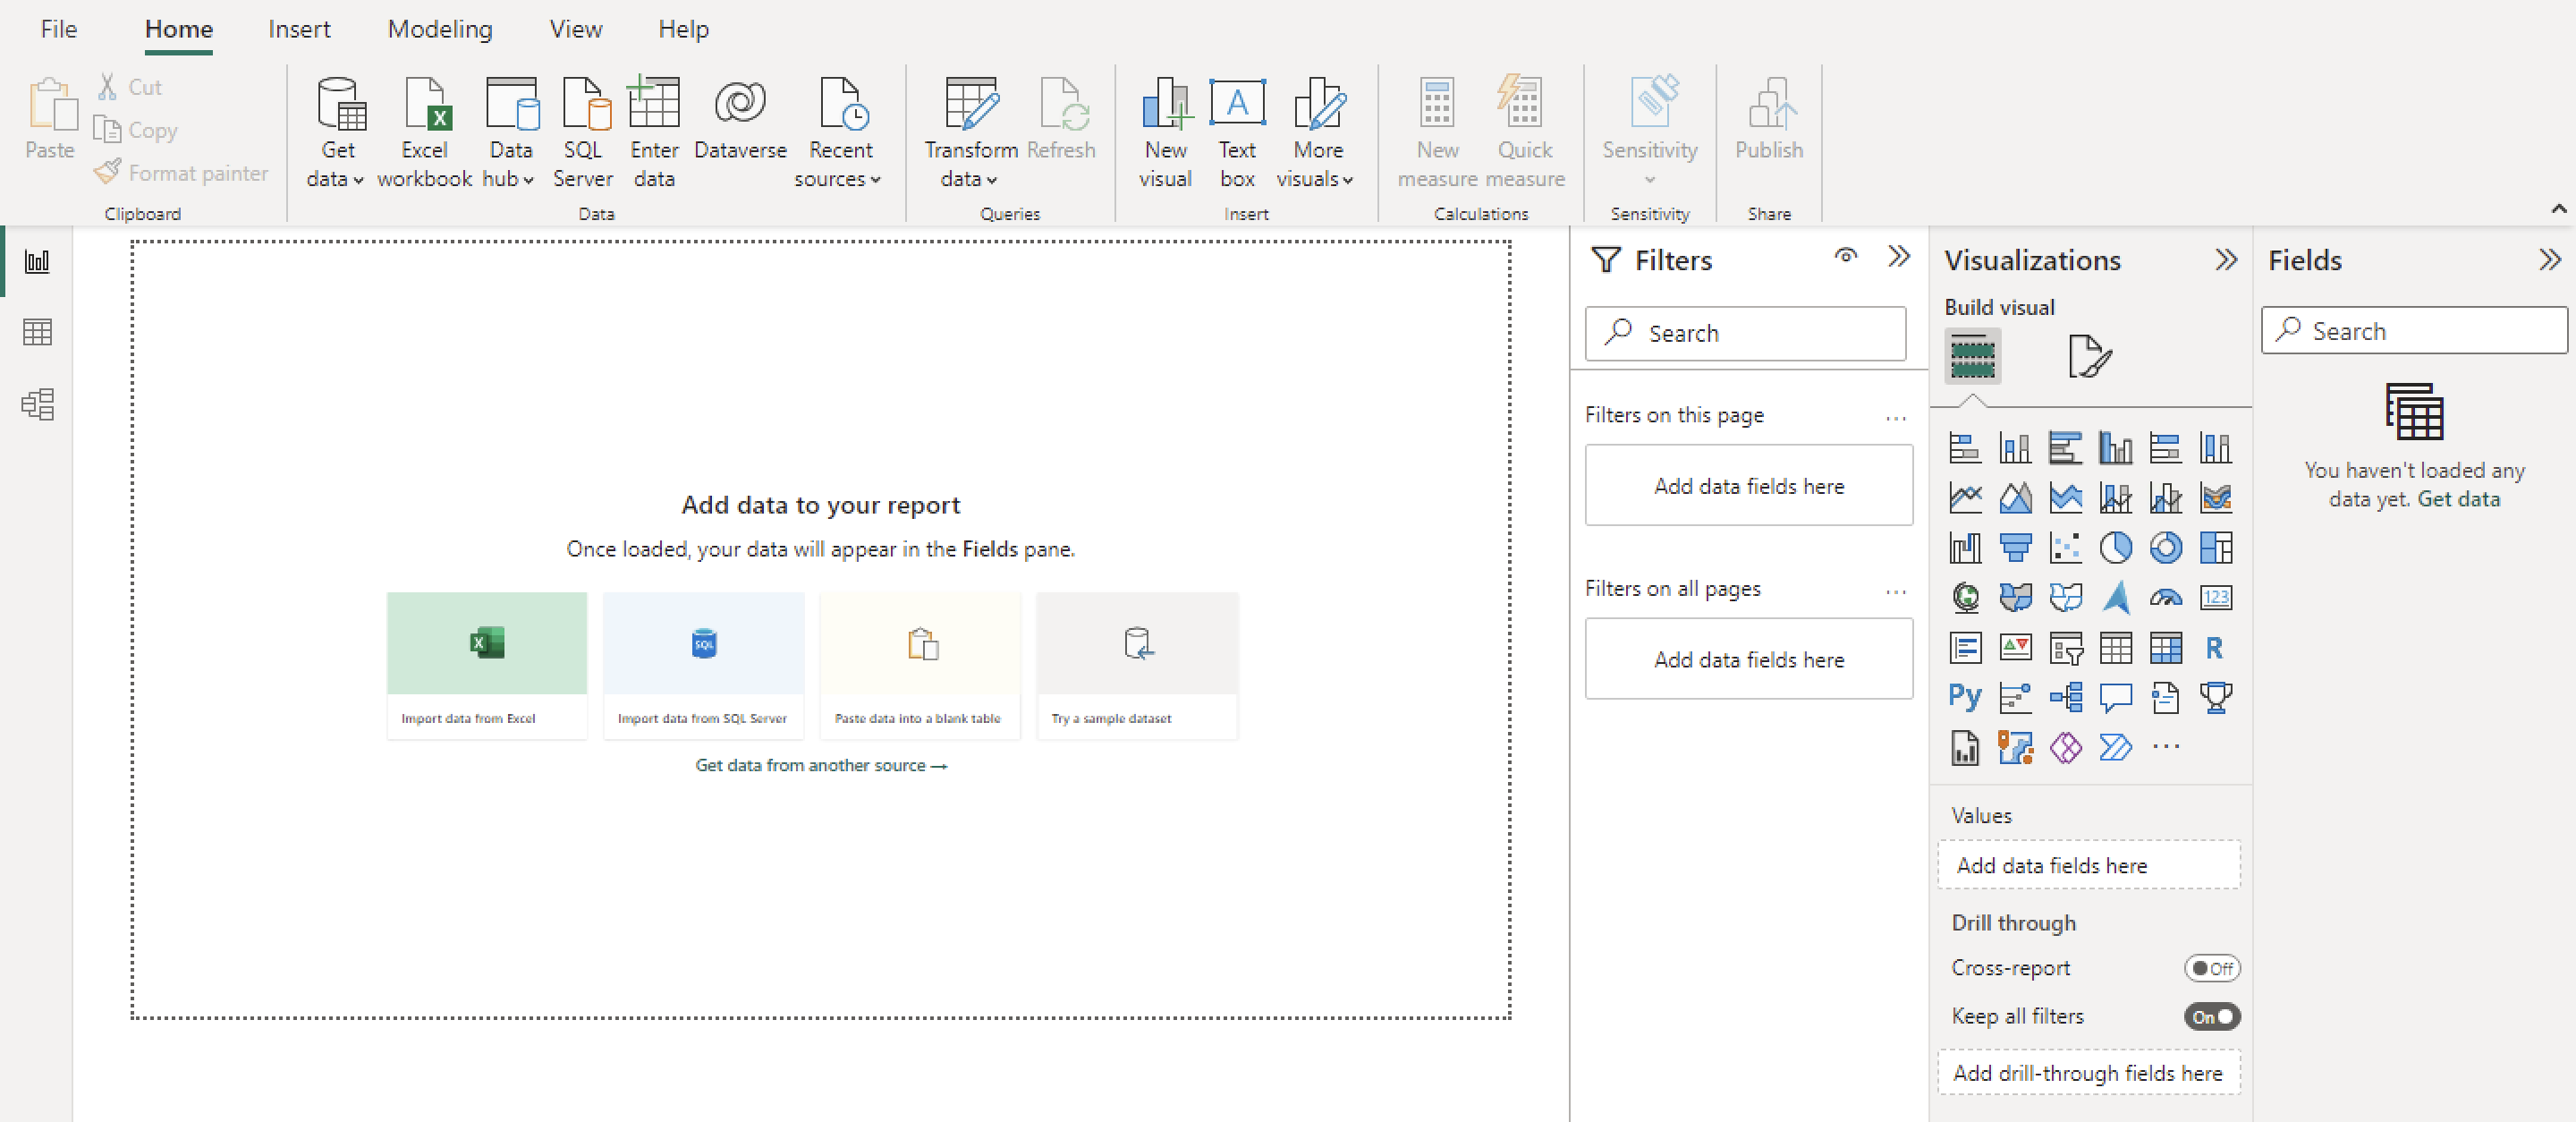 File
Home
Insert
Modeling
View
Help
Paste
Cut
Copy
Format painter
Clipboard
Get
data
Excel
workbook
Data
hub
SQL
Server
Enter
data
Dataverse
Recent
sources
Data
Transform
data
Refresh
Queries
New
visual
A
Text
box
More
visuals
Insert
New
measure
Quick
measure
Calculations
Sensitivity
Sensitivity
Publish
Share
Add data to your report
Once loaded, your data will appear in the Fields pane.
X
Import data from Excel
SQL
Import data from SQL Server
Paste data into a blank table
Try a sample dataset
Get data from another source →
Filters
Search
Filters on this page
...
Add data fields here
Filters on all pages
...
Add data fields here
Visualizations
Build visual
123
R
Py
...
Values
Add data fields here
Drill through
Cross-report
Off
Keep all filters
On
Add drill-through fields here
Fields
Search
You haven't loaded any
data yet. Get data